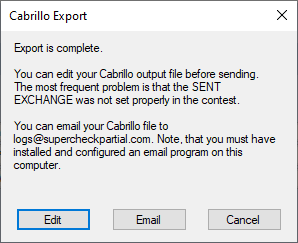 Cabrillo Export
Export is complete.
You can edit your Cabrillo output file before sending.
The most frequent problem is that the SENT
EXCHANGE was not set properly in the contest.
You can email your Cabrillo file to
logs@supercheckpartial.com. Note, that you must have
installed and configured an email program on this
computer.
Edit
Email
Cancel